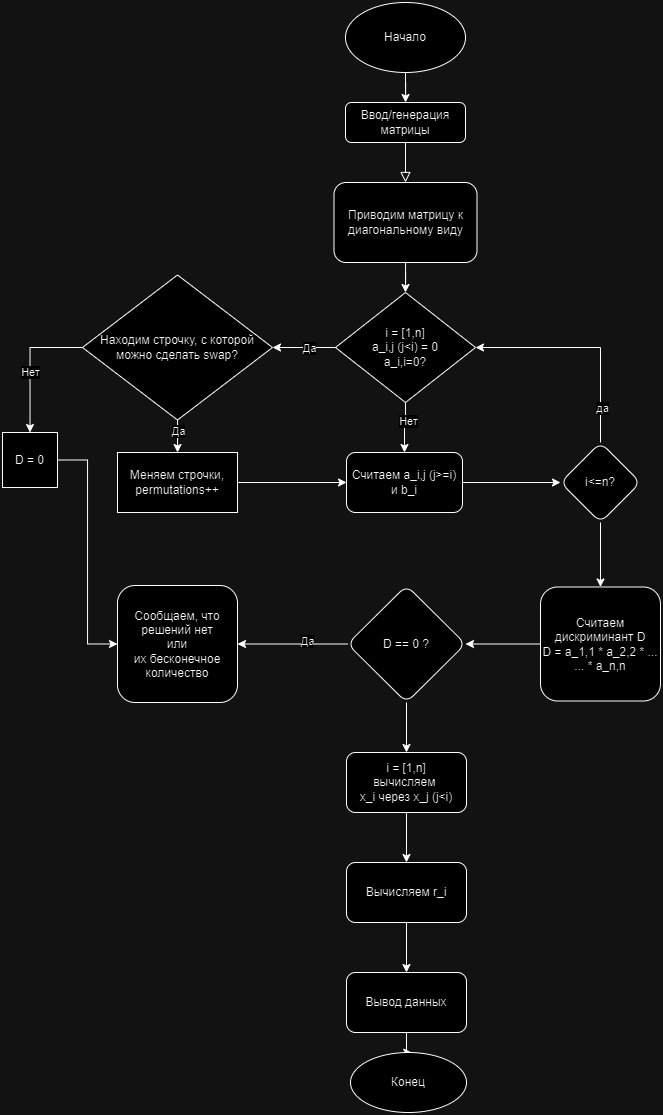 Начало
Ввод/генерация
матрицы
Приводим матрицу к
диагональному виду
i = [1,n]
a_i,j (j<i) = 0
a_i,i=0?
Да
Находим строчку, с которой
можно сделать swap?
Нет
D = 0
Да
Меняем строчки,
permutations++
Нет
Считаем a_i,j (j>=i)
и b_i
i<=n?
да
Считаем
дискриминант D
D = a_1,1 * a_2,2 * ...
... * a_n,n
D == 0 ?
Да
Сообщаем, что
решений нет
или
их бесконечное
количество
i = [1,n]
вычисляем
x_i через x_j (j<i)
Вычисляем r_i
Вывод данных
Конец